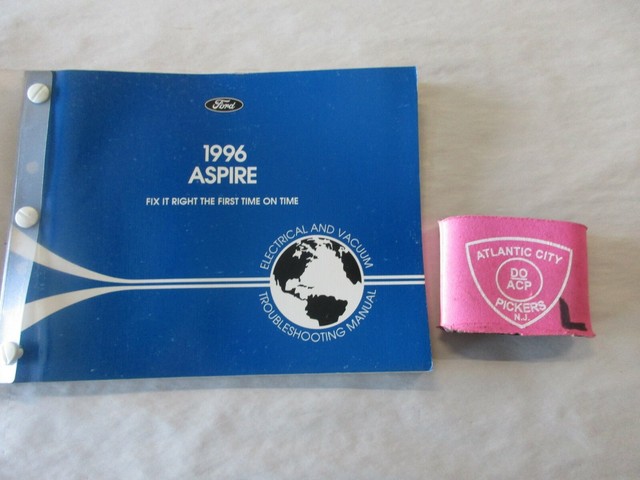 Ford
1996
ASPIRE
FIX IT RIGHT THE FIRST TIME ON TIME
ELECTRICAL AND VACUUM
TROUBLESHOOTING MANUAL
ATLANTIC CITY
DO
ACP
PICKERS
N.J.
L